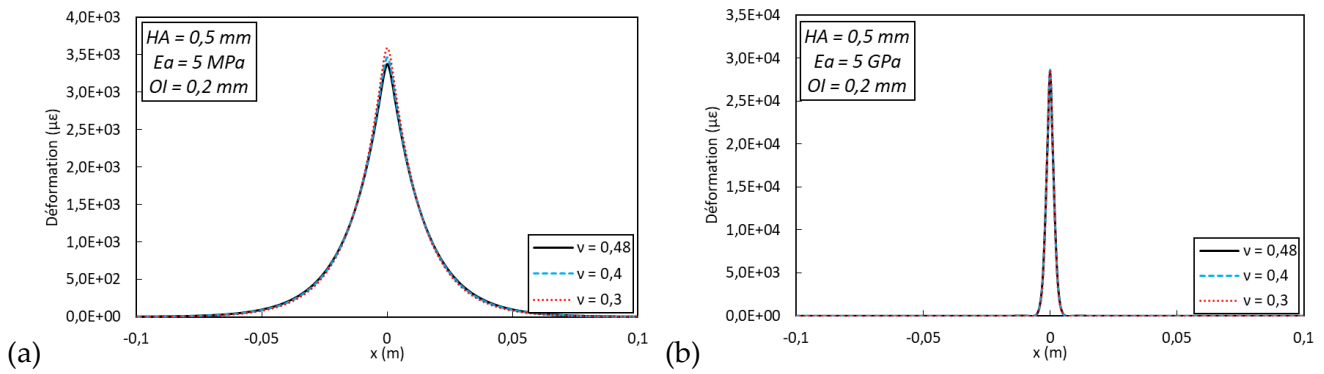 4,0E+03
3,5E+03
3,0E+03
2,5E+03
2,0E+03
1,5E+03
1,0E+03
5,0E+02
0,0E+00
Déformation (με)
HA = 0,5 mm
Ea = 5 MPa
OI = 0,2 mm
ν = 0,48
ν = 0,4
ν = 0,3
-0,1
-0,05
0
0,05
0,1
x (m)
(a)
3,5E+04
3,0E+04
2,5E+04
2,0E+04
1,5E+04
1,0E+04
5,0E+03
0,0E+00
Déformation (με)
HA = 0,5 mm
Ea = 5 GPa
OI = 0,2 mm
ν = 0,48
ν = 0,4
ν = 0,3
-0,1
-0,05
0
0,05
0,1
x (m)
(b)